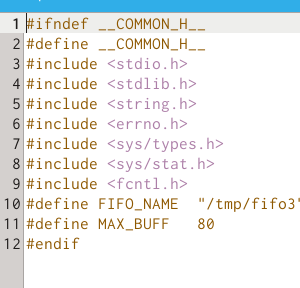 1 #ifndef __COMMON_H__
2 #define __COMMON_H__
3 #include <stdio.h>
4 #include <stdlib.h>
5 #include <string.h>
6 #include <errno.h>
7 #include <sys/types.h>
8 #include <sys/stat.h>
9 #include <fcntl.h>
10 #define FIFO_NAME  "/tmp/fifo3"
11 #define MAX_BUFF   80
12 #endif